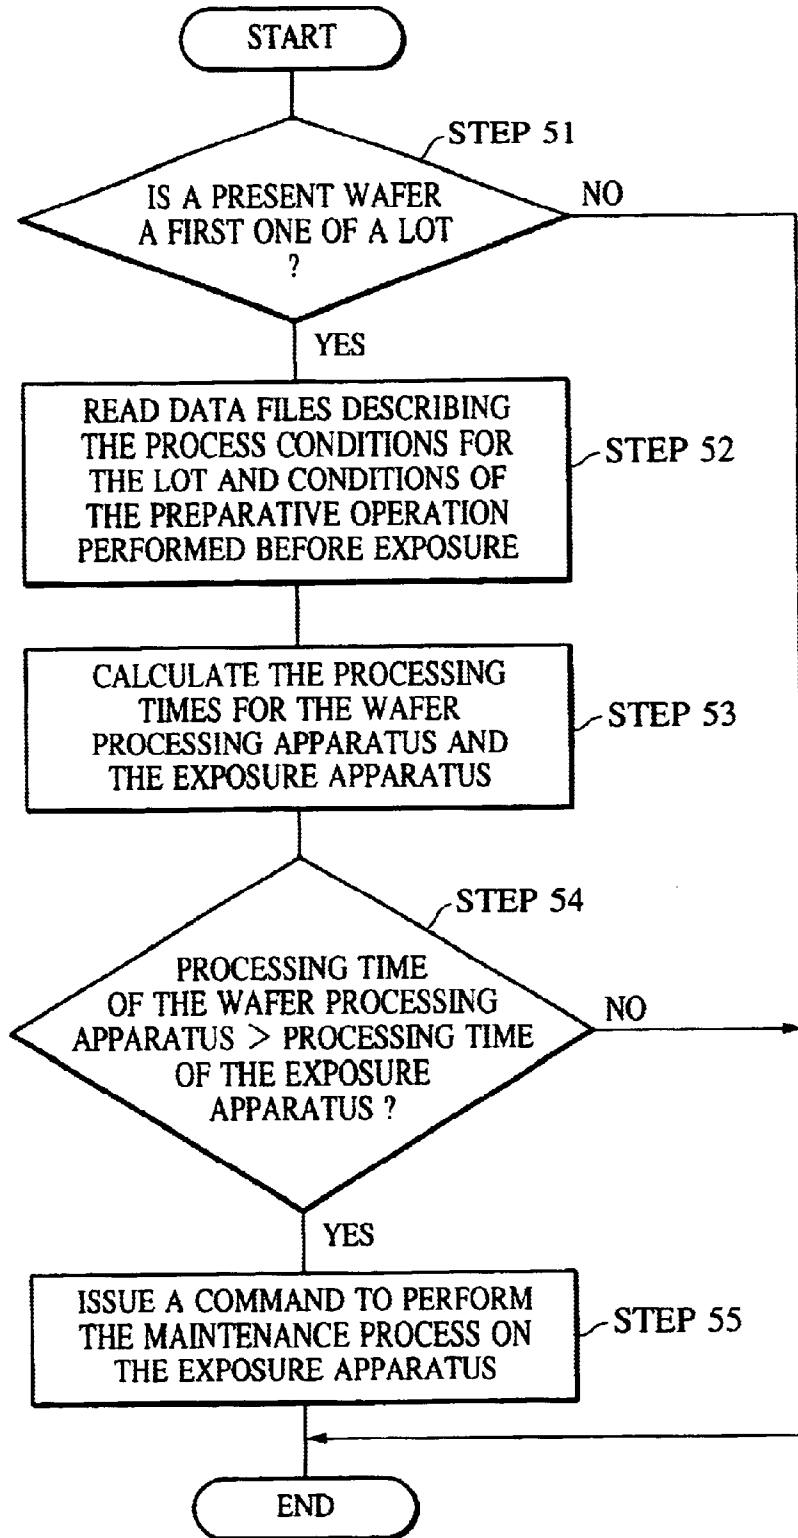 START
STEP 51
IS A PRESENT WAFER
A FIRST ONE OF A LOT
?
NO
YES
READ DATA FILES DESCRIBING
THE PROCESS CONDITIONS FOR
THE LOT AND CONDITIONS OF
THE PREPARATIVE OPERATION
PERFORMED BEFORE EXPOSURE
STEP 52
CALCULATE THE PROCESSING
TIMES FOR THE WAFER
PROCESSING APPARATUS AND
THE EXPOSURE APPARATUS
STEP 53
STEP 54
PROCESSING TIME
OF THE WAFER PROCESSING
APPARATUS > PROCESSING TIME
OF THE EXPOSURE
APPARATUS ?
NO
YES
ISSUE A COMMAND TO PERFORM
THE MAINTENANCE PROCESS ON
THE EXPOSURE APPARATUS
STEP 55
END